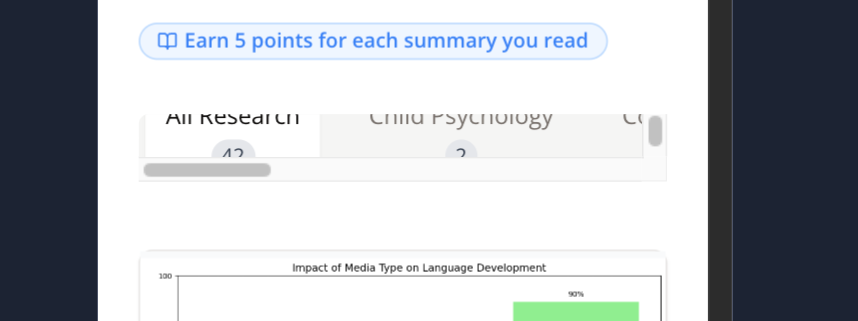 Earn 5 points for each summary you read
All Research Child Psychology
42 2
Impact of Media Type on Language Development
100
90%